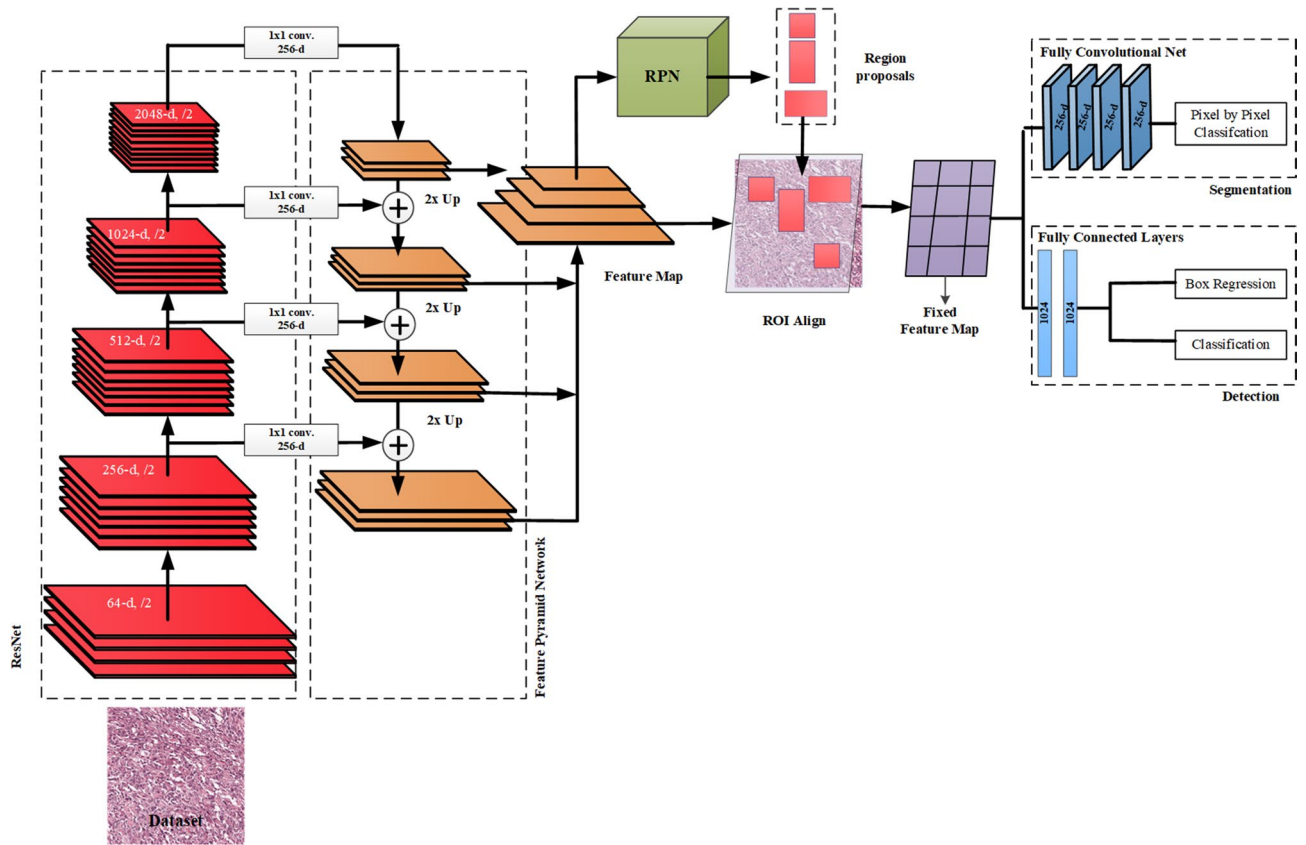 1x1 conv.
256-d
2048-d, /2
1x1 conv.
256-d
1024-d, /2
1x1 conv.
256-d
512-d, /2
1x1 conv.
256-d
256-d, /2
64-d, /2
ResNet
Dataset
2x Up
2x Up
2x Up
Feature Pyramid Network
Feature Map
RPN
Region
proposals
ROI Align
Fixed
Feature Map
Fully Convolutional Net
256-d
256-d
256-d
256-d
Pixel by Pixel
Classifcation
Segmentation
Fully Connected Layers
1024
1024
Box Regression
Classification
Detection